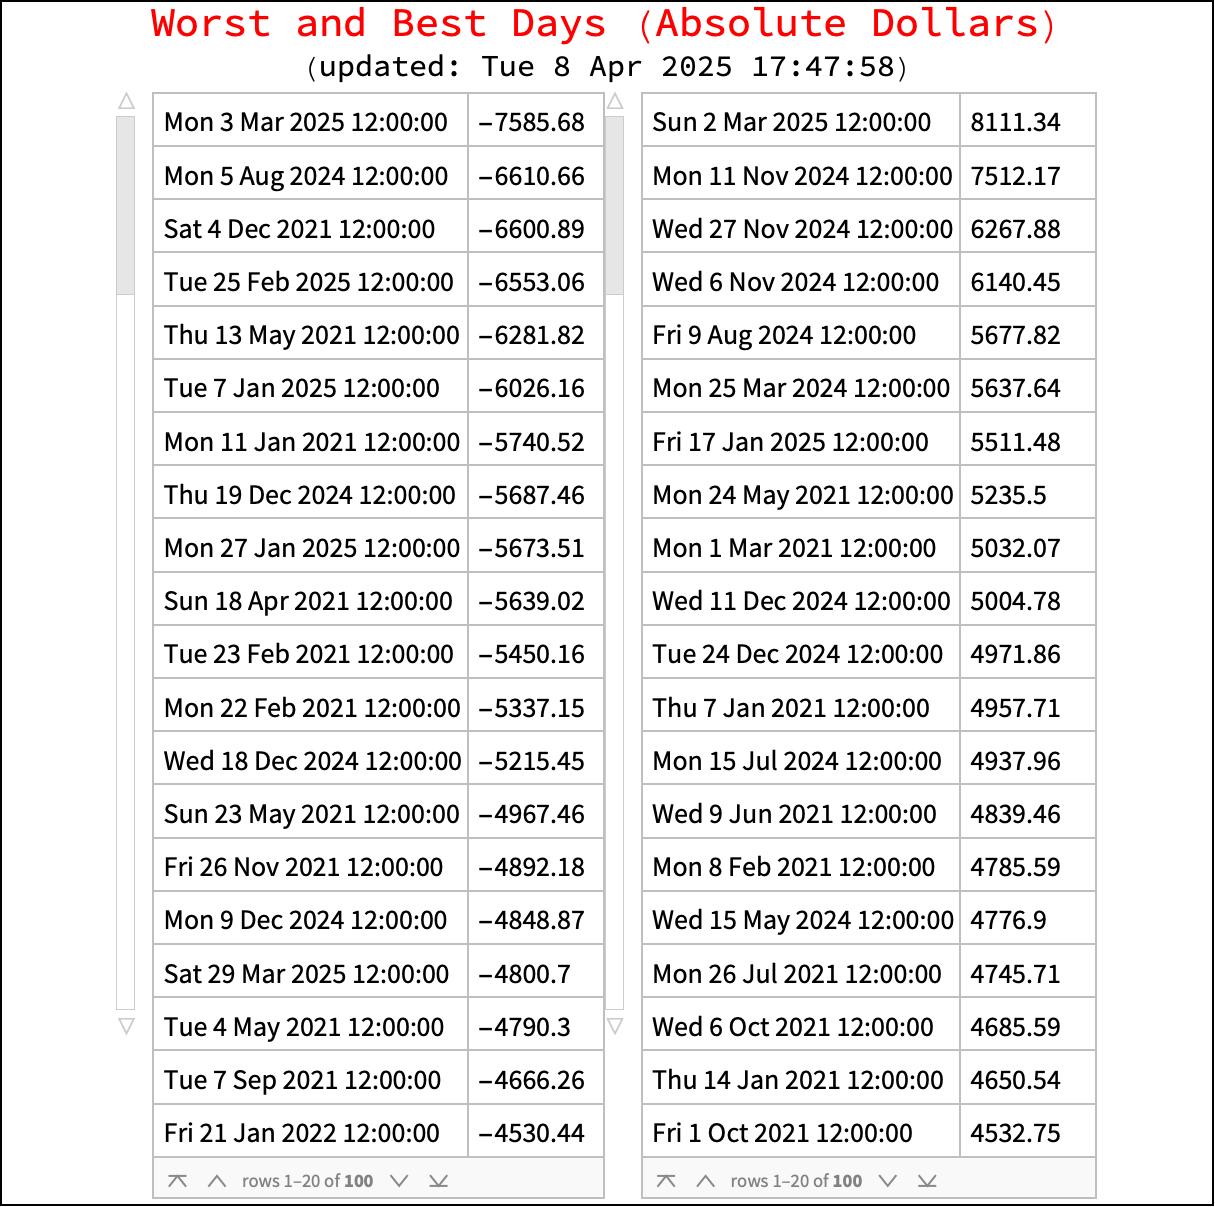 Worst and Best Days (Absolute Dollars)
(updated: Tue 8 Apr 2025 17:47:58)
Mon 3 Mar 2025 12:00:00 −7585.68 Sun 2 Mar 2025 12:00:00 8111.34
Mon 5 Aug 2024 12:00:00 −6610.66 Mon 11 Nov 2024 12:00:00 7512.17
Sat 4 Dec 2021 12:00:00 −6600.89 Wed 27 Nov 2024 12:00:00 6267.88
Tue 25 Feb 2025 12:00:00 −6553.06 Wed 6 Nov 2024 12:00:00 6140.45
Thu 13 May 2021 12:00:00 −6281.82 Fri 9 Aug 2024 12:00:00 5677.82
Tue 7 Jan 2025 12:00:00 −6026.16 Mon 25 Mar 2024 12:00:00 5637.64
Mon 11 Jan 2021 12:00:00 −5740.52 Fri 17 Jan 2025 12:00:00 5511.48
Thu 19 Dec 2024 12:00:00 −5687.46 Mon 24 May 2021 12:00:00 5235.5
Mon 27 Jan 2025 12:00:00 −5673.51 Mon 1 Mar 2021 12:00:00 5032.07
Sun 18 Apr 2021 12:00:00 −5639.02 Wed 11 Dec 2024 12:00:00 5004.78
Tue 23 Feb 2021 12:00:00 −5450.16 Tue 24 Dec 2024 12:00:00 4971.86
Mon 22 Feb 2021 12:00:00 −5337.15 Thu 7 Jan 2021 12:00:00 4957.71
Wed 18 Dec 2024 12:00:00 −5215.45 Mon 15 Jul 2024 12:00:00 4937.96
Sun 23 May 2021 12:00:00 −4967.46 Wed 9 Jun 2021 12:00:00 4839.46
Fri 26 Nov 2021 12:00:00 −4892.18 Mon 8 Feb 2021 12:00:00 4785.59
Mon 9 Dec 2024 12:00:00 −4848.87 Wed 15 May 2024 12:00:00 4776.9
Sat 29 Mar 2025 12:00:00 −4800.7 Mon 26 Jul 2021 12:00:00 4745.71
Tue 4 May 2021 12:00:00 −4790.3 Wed 6 Oct 2021 12:00:00 4685.59
Tue 7 Sep 2021 12:00:00 −4666.26 Thu 14 Jan 2021 12:00:00 4650.54
Fri 21 Jan 2022 12:00:00 −4530.44 Fri 1 Oct 2021 12:00:00 4532.75
rows 1–20 of 100 rows 1–20 of 100